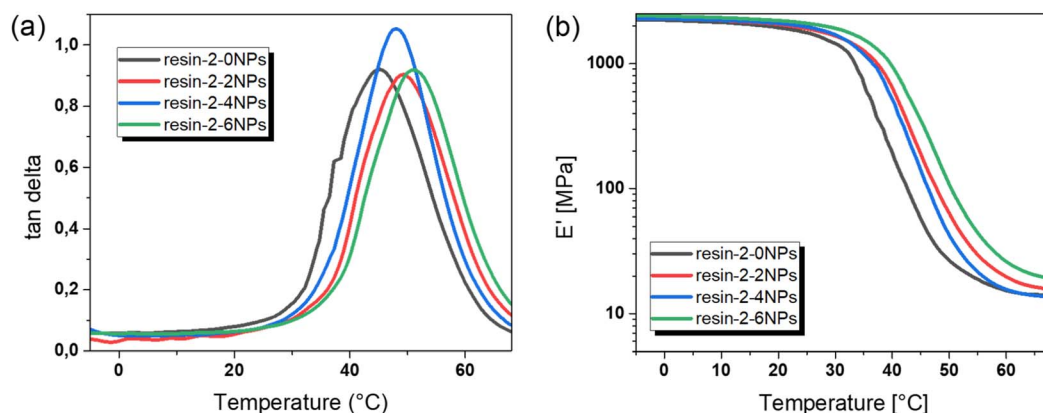 (a)
1,0
0,8
0,6
0,4
0,2
0,0
tan delta
resin-2-0NPs
resin-2-2NPs
resin-2-4NPs
resin-2-6NPs
0
20
40
60
Temperature (°C)
(b)
1000
100
10
E' [MPa]
resin-2-0NPs
resin-2-2NPs
resin-2-4NPs
resin-2-6NPs
0
10
20
30
40
50
60
Temperature [°C]